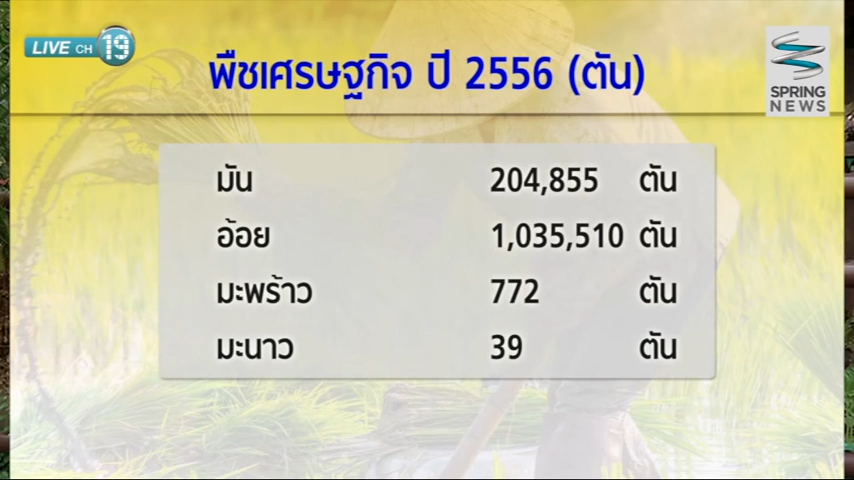 LIVE CH 19
พืชเศรษฐกิจ ปี 2556 (ตัน)
SPRING
NEWS
มัน 204,855 ตัน
อ้อย 1,035,510 ตัน
มะพร้าว 772 ตัน
มะนาว 39 ตัน